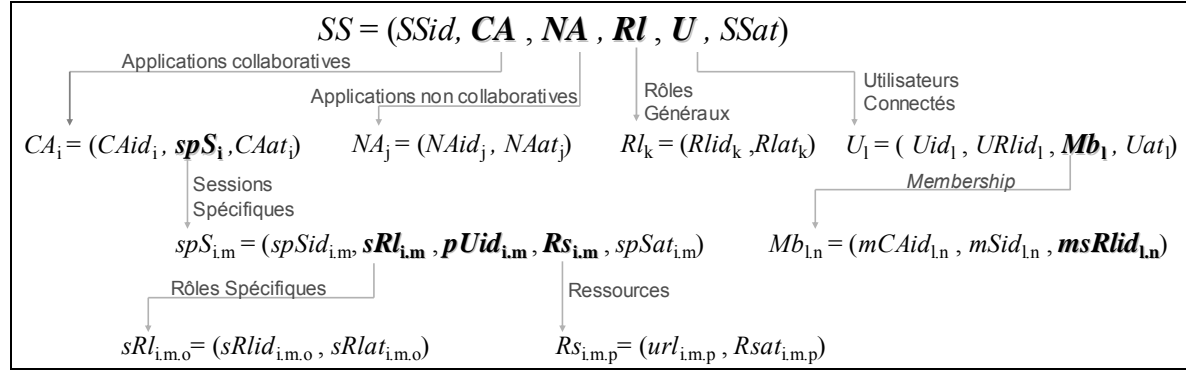 SS = (SSid, CA , NA , Rl , U , SSat)
Applications collaboratives
Applications non collaboratives
Rôles
Généraux
Utilisateurs
Connectés
CAi = (CAidi , spSi ,CAati) NAj = (NAidj , NAatj) Rlk = (Rlidk ,Rlatk) Ul = ( Uidl , URlidl , Mbl , Uatl)
Sessions
Spécifiques
Membership
spSi.m = (spSidi.m, sRli.m , pUidi.m , Rsi.m , spSati.m) Mbl.n = (mCAidl.n , mSidl.n , msRlidl.n)
Rôles Spécifiques
Ressources
sRli.m.o= (sRlidi.m.o , sRlati.m.o) Rsi.m.p= (urli.m.p , Rsati.m.p)